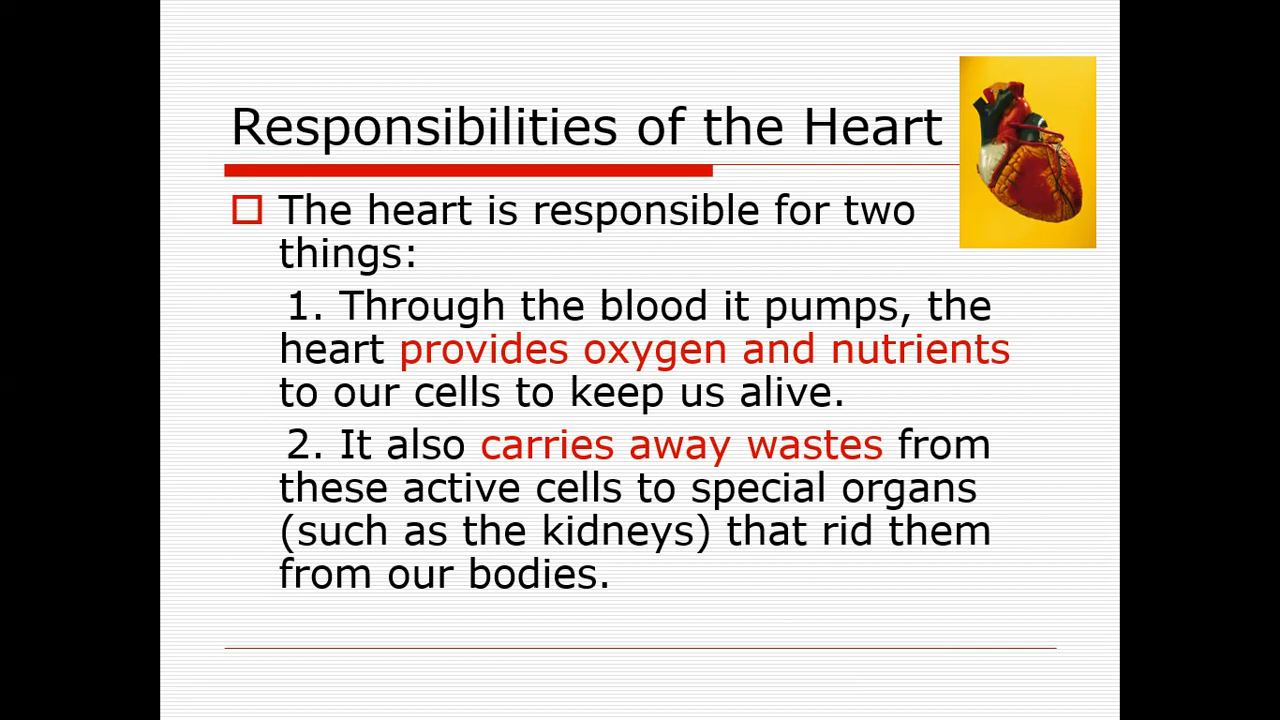 Responsibilities of the Heart
The heart is responsible for two
things:
1. Through the blood it pumps, the
heart provides oxygen and nutrients
to our cells to keep us alive.
2. It also carries away wastes from
these active cells to special organs
(such as the kidneys) that rid them
from our bodies.